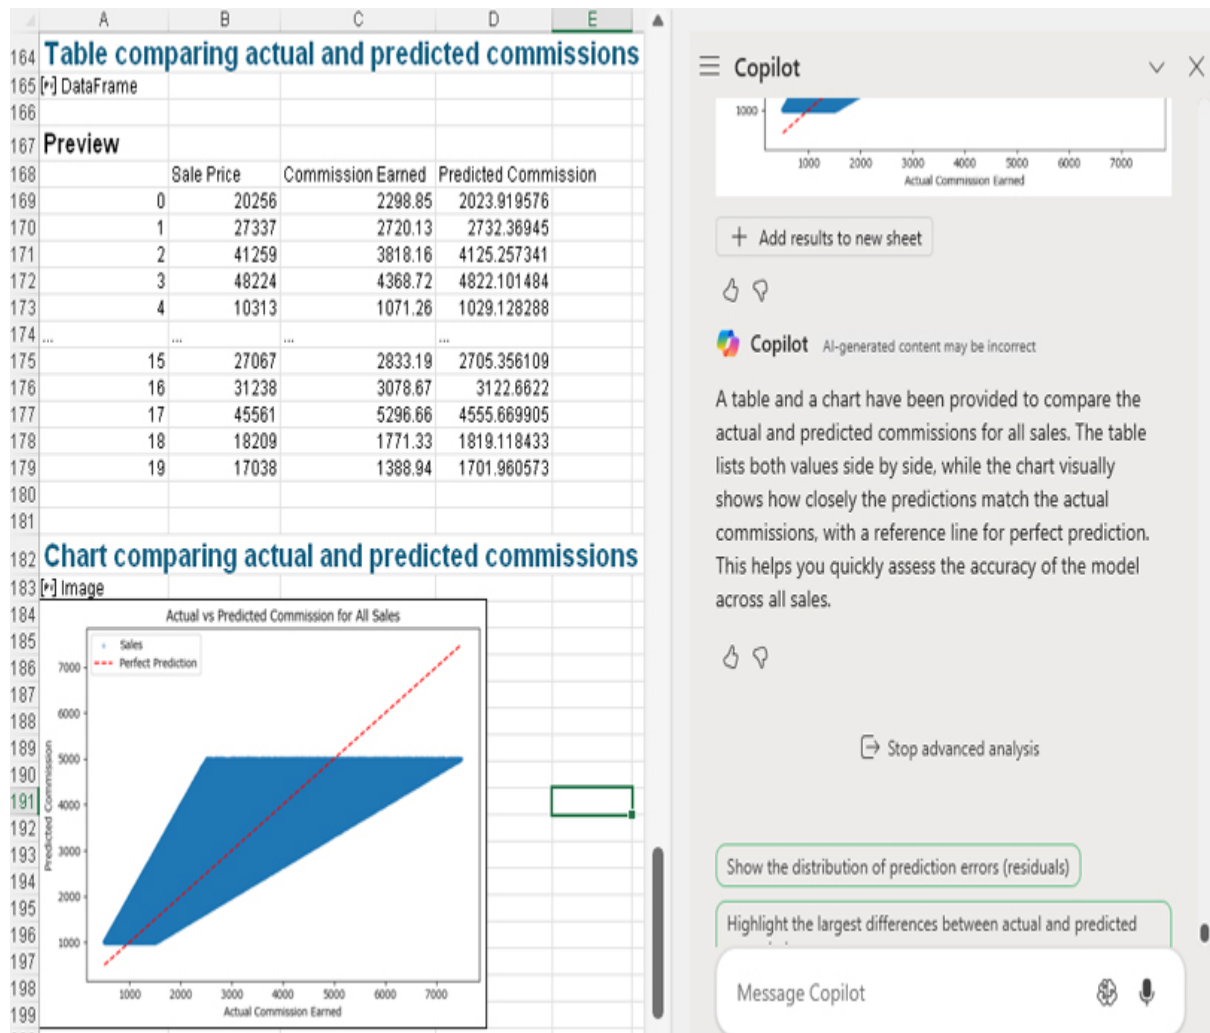 A B C D E
164 Table comparing actual and predicted commissions
165 [PY] DataFrame
166
167 Preview
168 Sale Price Commission Earned Predicted Commission
169 0 20256 2298.85 2023.919576
170 1 27337 2720.13 2732.36945
171 2 41259 3818.16 4125.257341
172 3 48224 4368.72 4822.101484
173 4 10313 1071.26 1029.128288
174 ... ... ... ...
175 15 27067 2833.19 2705.356109
176 16 31238 3078.67 3122.6622
177 17 45561 5296.66 4555.669905
178 18 18209 1771.33 1819.118433
179 19 17038 1388.94 1701.960573
180
181
182 Chart comparing actual and predicted commissions
183 [PY] Image
184
185
186
187
188
189
190
191
192
193
194
195
196
197
198
199
Actual vs Predicted Commission for All Sales
Sales
Perfect Prediction
7000
6000
5000
4000
3000
2000
1000
Predicted Commission
1000 2000 3000 4000 5000 6000 7000
Actual Commission Earned
Copilot
1000
1000 2000 3000 4000 5000 6000 7000
Actual Commission Earned
+ Add results to new sheet
Copilot AI-generated content may be incorrect
A table and a chart have been provided to compare the
actual and predicted commissions for all sales. The table
lists both values side by side, while the chart visually
shows how closely the predictions match the actual
commissions, with a reference line for perfect prediction.
This helps you quickly assess the accuracy of the model
across all sales.
Stop advanced analysis
Show the distribution of prediction errors (residuals)
Highlight the largest differences between actual and predicted
Message Copilot